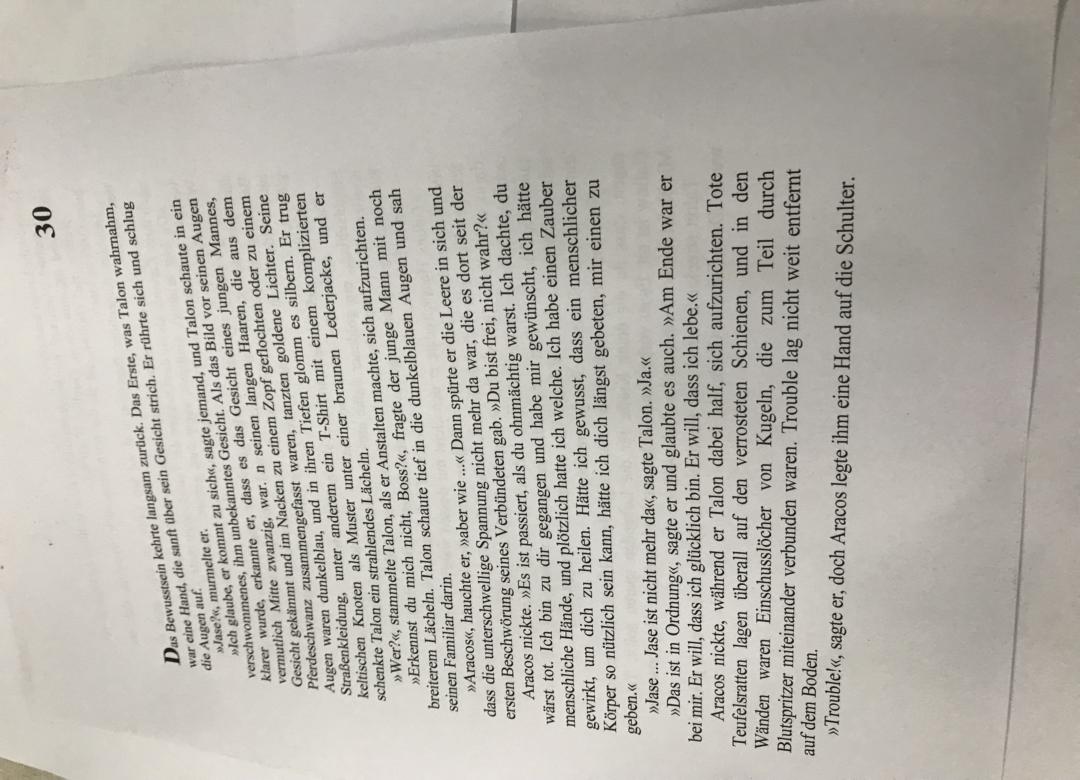 30
Das Bewusstsein kehrte langsam zurück. Das Erste, was Talon wahrnahm,
war eine Hand, die sanft über sein Gesicht strich. Er rührte sich und schlug
die Augen auf.
»Jase?«, murmelte er.
»Ich glaube, er kommt zu sich«, sagte jemand, und Talon schaute in ein
verschwommenes, ihm unbekanntes Gesicht. Als das Bild vor seinen Augen
klarer wurde, erkannte er, dass es das Gesicht eines jungen Mannes,
vermutlich Mitte zwanzig, war. n seinen langen Haaren, die aus dem
Gesicht gekämmt und im Nacken zu einem Zopf geflochten oder zu einem
Pferdeschwanz zusammengefasst waren, tanzten goldene Lichter. Seine
Augen waren dunkelblau, und in ihren Tiefen glomm es silbern. Er trug
Straßenkleidung, unter anderem ein T-Shirt mit einem komplizierten
keltischen Knoten als Muster unter einer braunen Lederjacke, und er
schenkte Talon ein strahlendes Lächeln.
»Wer?«, stammelte Talon, als er Anstalten machte, sich aufzurichten.
»Erkennst du mich nicht, Boss?«, fragte der junge Mann mit noch
breiterem Lächeln. Talon schaute tief in die dunkelblauen Augen und sah
seinen Familiar darin.
»Aracos«, hauchte er, »aber wie ...« Dann spürte er die Leere in sich und
dass die unterschwellige Spannung nicht mehr da war, die es dort seit der
ersten Beschwörung seines Verbündeten gab. »Du bist frei, nicht wahr?«
Aracos nickte. »Es ist passiert, als du ohnmächtig warst. Ich dachte, du
wärst tot. Ich bin zu dir gegangen und habe mir gewünscht, ich hätte
menschliche Hände, und plötzlich hatte ich welche. Ich habe einen Zauber
gewirkt, um dich zu heilen. Hätte ich gewusst, dass ein menschlicher
Körper so nützlich sein kann, hätte ich dich längst gebeten, mir einen zu
geben.«
»Jase ... Jase ist nicht mehr da«, sagte Talon. »Ja.«
»Das ist in Ordnung«, sagte er und glaubte es auch. »Am Ende war er
bei mir. Er will, dass ich glücklich bin. Er will, dass ich lebe.«
Aracos nickte, während er Talon dabei half, sich aufzurichten. Tote
Teufelsratten lagen überall auf den verrosteten Schienen, und in den
Wänden waren Einschusslöcher von Kugeln, die zum Teil durch
Blutspritzer miteinander verbunden waren. Trouble lag nicht weit entfernt
auf dem Boden.
»Trouble!«, sagte er, doch Aracos legte ihm eine Hand auf die Schulter.